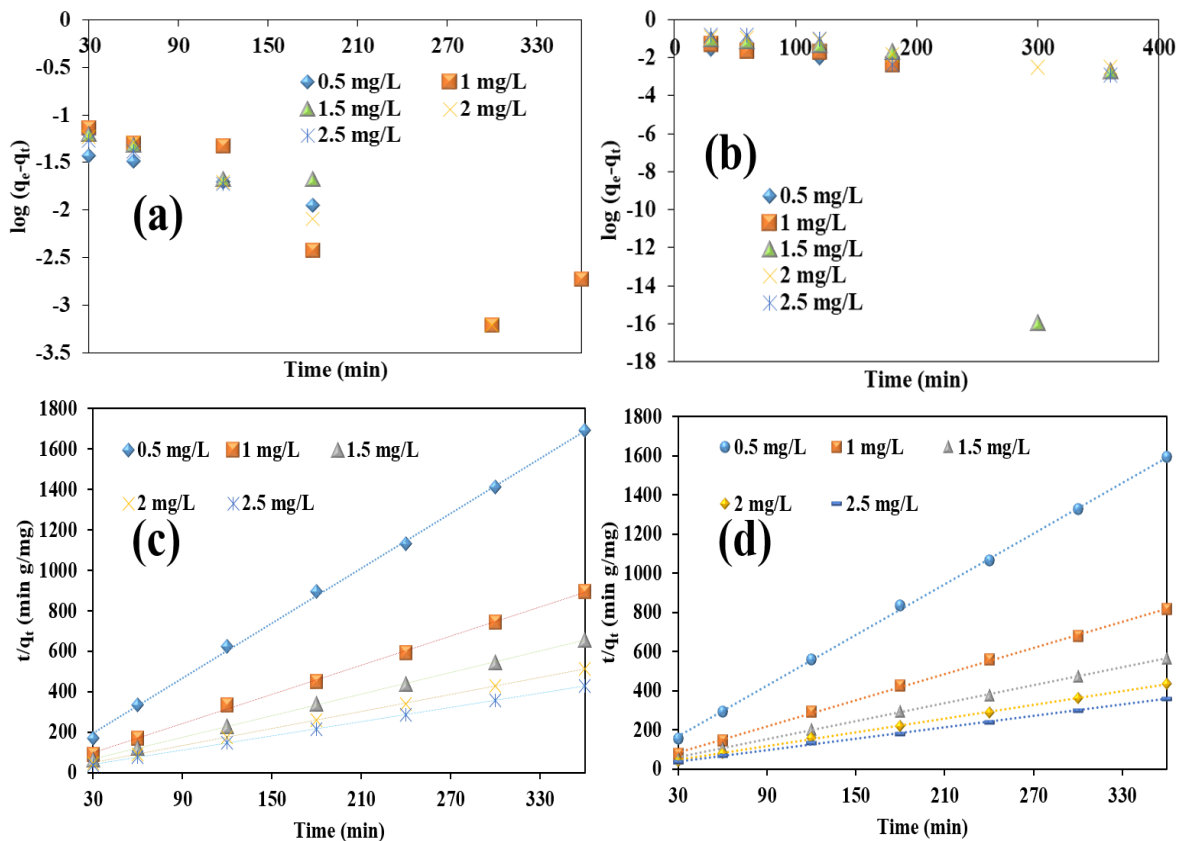 0
30 90 150 210 270 330
-0.5
-1
-1.5
-2
-2.5
-3
-3.5
log (qe-qt)
Time (min)
0.5 mg/L 1 mg/L
1.5 mg/L 2 mg/L
2.5 mg/L
(a)
0
-2
-4
-6
-8
-10
-12
-14
-16
-18
0 100 200 300 400
log (qe-qt)
Time (min)
(b)
0.5 mg/L
1 mg/L
1.5 mg/L
2 mg/L
2.5 mg/L
1800
1600
1400
1200
1000
800
600
400
200
0
30 90 150 210 270 330
t/qt (min g/mg)
Time (min)
0.5 mg/L 1 mg/L 1.5 mg/L
2 mg/L 2.5 mg/L
(c)
1800
1600
1400
1200
1000
800
600
400
200
0
30 90 150 210 270 330
t/qt (min g/mg)
Time (min)
0.5 mg/L 1 mg/L 1.5 mg/L
2 mg/L 2.5 mg/L
(d)